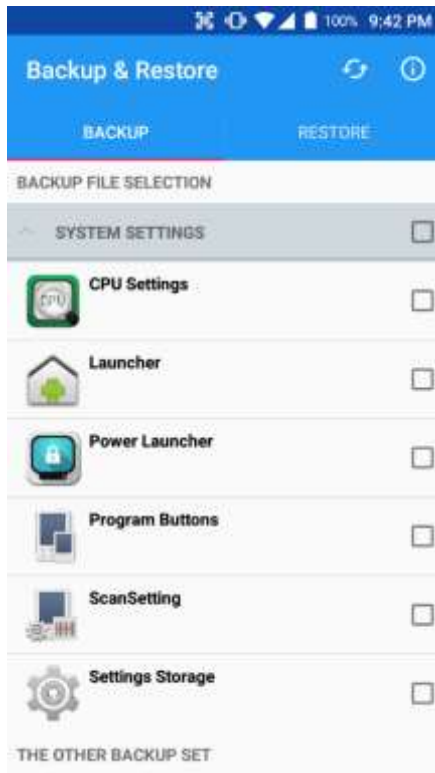 100% 9:42 PM
Backup & Restore
BACKUP RESTORE
BACKUP FILE SELECTION
SYSTEM SETTINGS
CPU Settings
CPU
Launcher
Power Launcher
Program Buttons
ScanSetting
Settings Storage
THE OTHER BACKUP SET